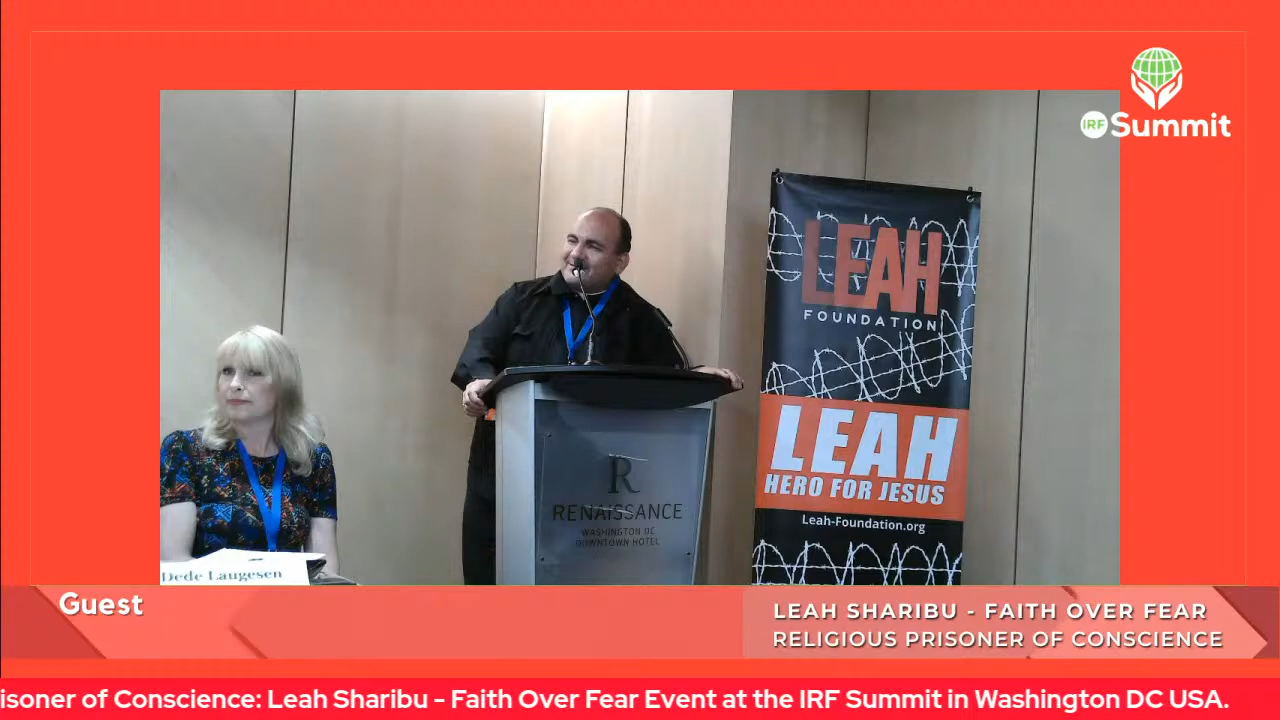 IRF Summit
LEAH
FOUNDATION
LEAH
HERO FOR JESUS
Leah-Foundation.org
R
RENAISSANCE
WASHINGTON DC
DOWNTOWN HOTEL
Dede Laugesen
Guest
LEAH SHARIBU - FAITH OVER FEAR
RELIGIOUS PRISONER OF CONSCIENCE
isoner of Conscience: Leah Sharibu - Faith Over Fear Event at the IRF Summit in Washington DC USA.